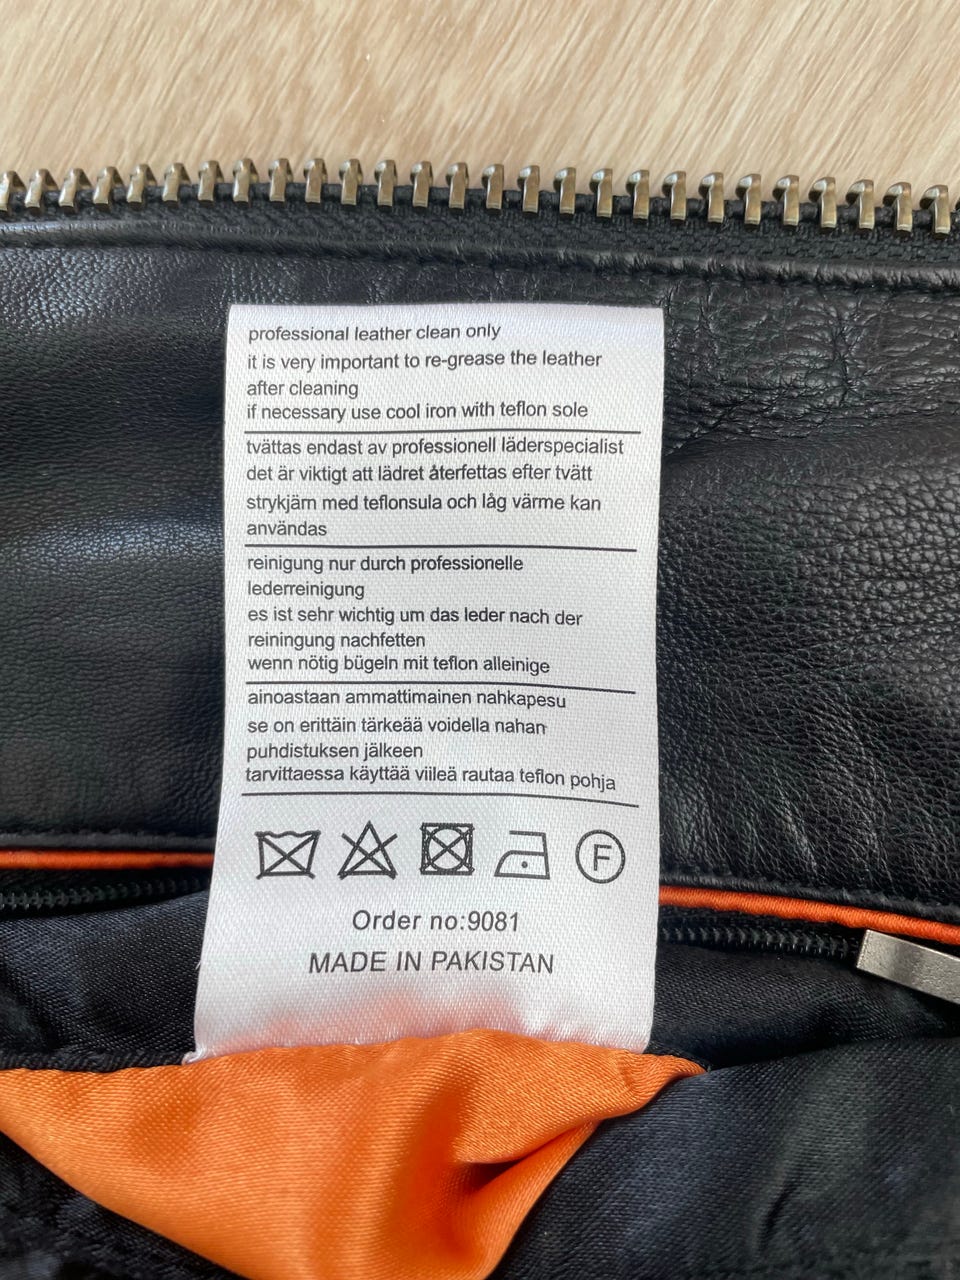 professional leather clean only
it is very important to re-grease the leather
after cleaning
if necessary use cool iron with teflon sole
tvättas endast av professionell läderspecialist
det är viktigt att lädret återfettas efter tvätt
strykjärn med teflonsula och låg värme kan
användas
reinigung nur durch professionelle
lederreinigung
es ist sehr wichtig um das leder nach der
reiningung nachfetten
wenn nötig bügeln mit teflon alleinige
ainoastaan ammattimainen nahkapesu
se on erittäin tärkeää voidella nahan
puhdistuksen jälkeen
tarvittaessa käyttää viileä rautaa teflon pohja
F
Order no:9081
MADE IN PAKISTAN